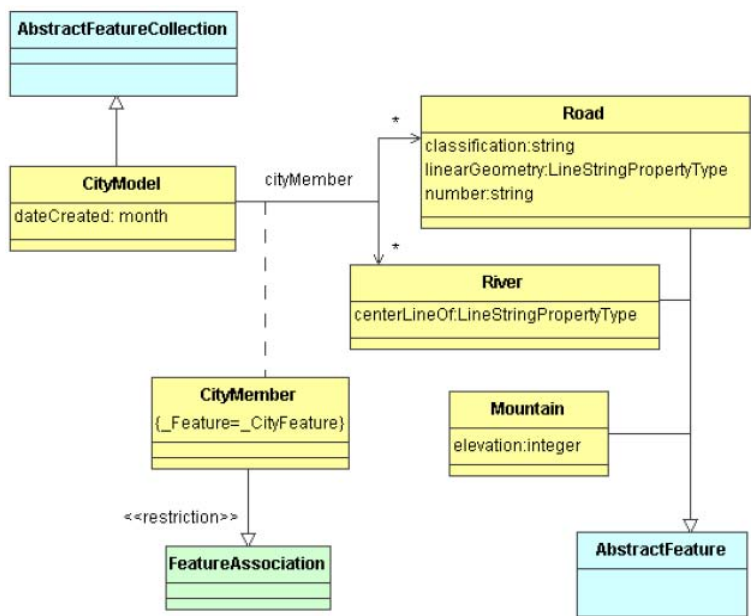 AbstractFeatureCollection
CityModel
dateCreated: month
cityMember
*
*
Road
classification:string
linearGeometry:LineStringPropertyType
number:string
River
centerLineOf:LineStringPropertyType
CityMember
{_Feature=_CityFeature}
Mountain
elevation:integer
<<restriction>>
FeatureAssociation
AbstractFeature